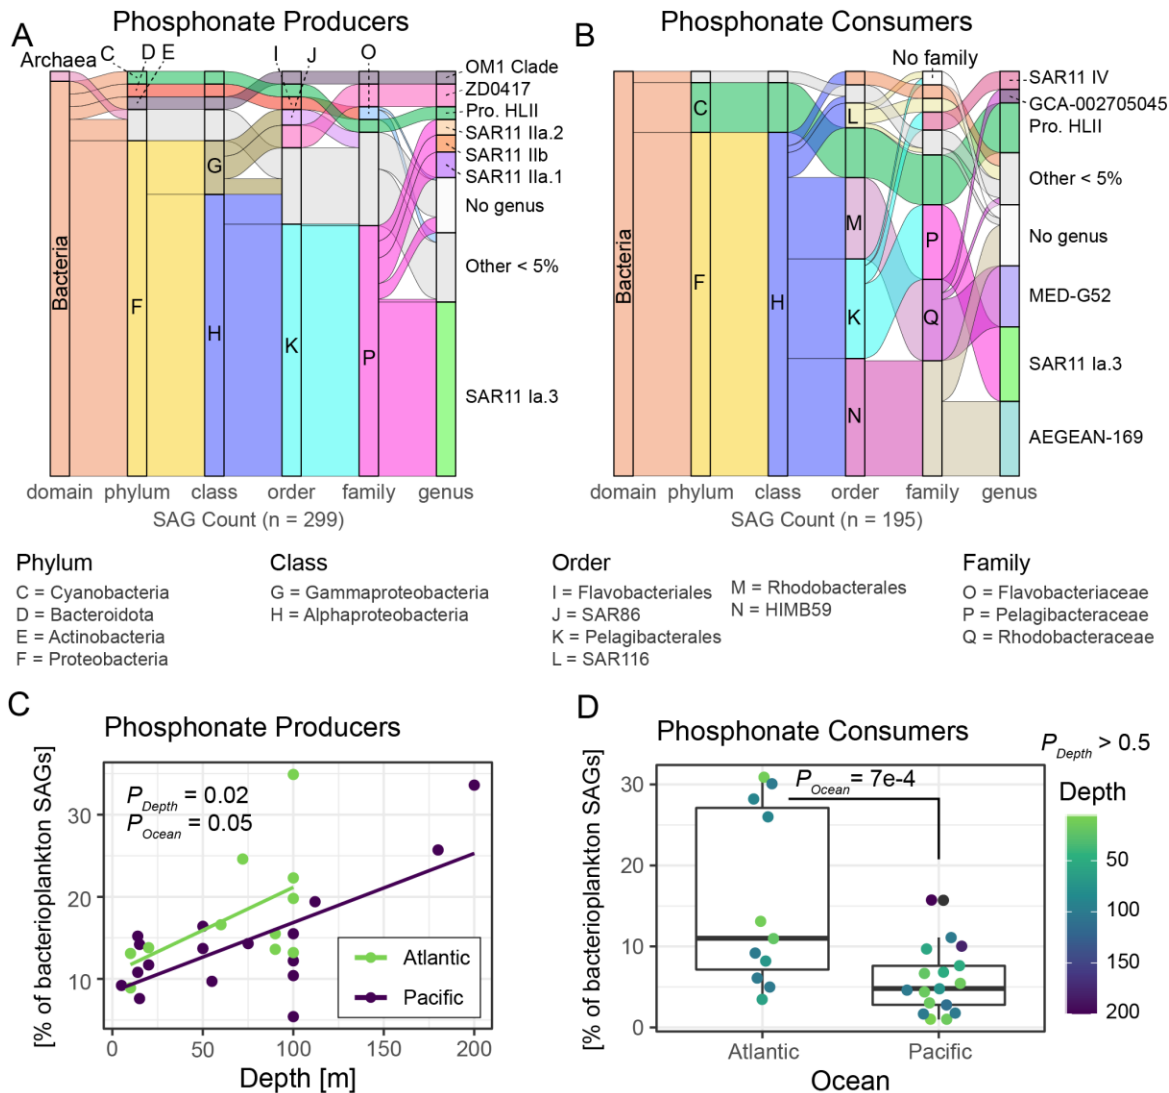 A
Phosphonate Producers
Archaea C D E I J O
OM1 Clade
ZD0417
Pro. HLII
SAR11 IIa.2
SAR11 IIb
SAR11 IIa.1
No genus
Other < 5%
SAR11 Ia.3
Bacteria
F
G
H
K
P
domain phylum class order family genus
SAG Count (n = 299)
B
Phosphonate Consumers
No family
SAR11 IV
GCA-002705045
Pro. HLII
Other < 5%
No genus
MED-G52
SAR11 Ia.3
AEGEAN-169
Bacteria
C
F
H
L
M
K
N
P
Q
domain phylum class order family genus
SAG Count (n = 195)
Phylum
C = Cyanobacteria
D = Bacteroidota
E = Actinobacteria
F = Proteobacteria
Class
G = Gammaproteobacteria
H = Alphaproteobacteria
Order
I = Flavobacteriales
J = SAR86
K = Pelagibacterales
L = SAR116
M = Rhodobacterales
N = HIMB59
Family
O = Flavobacteriaceae
P = Pelagibacteraceae
Q = Rhodobacteraceae
C
Phosphonate Producers
[% of bacterioplankton SAGs]
P Depth = 0.02
P Ocean = 0.05
30
20
10
Atlantic
Pacific
0 50 100 150 200
Depth [m]
D
Phosphonate Consumers
[% of bacterioplankton SAGs]
P Ocean = 7e-4
30
20
10
0
Atlantic Pacific
Ocean
P Depth > 0.5
Depth
50
100
150
200